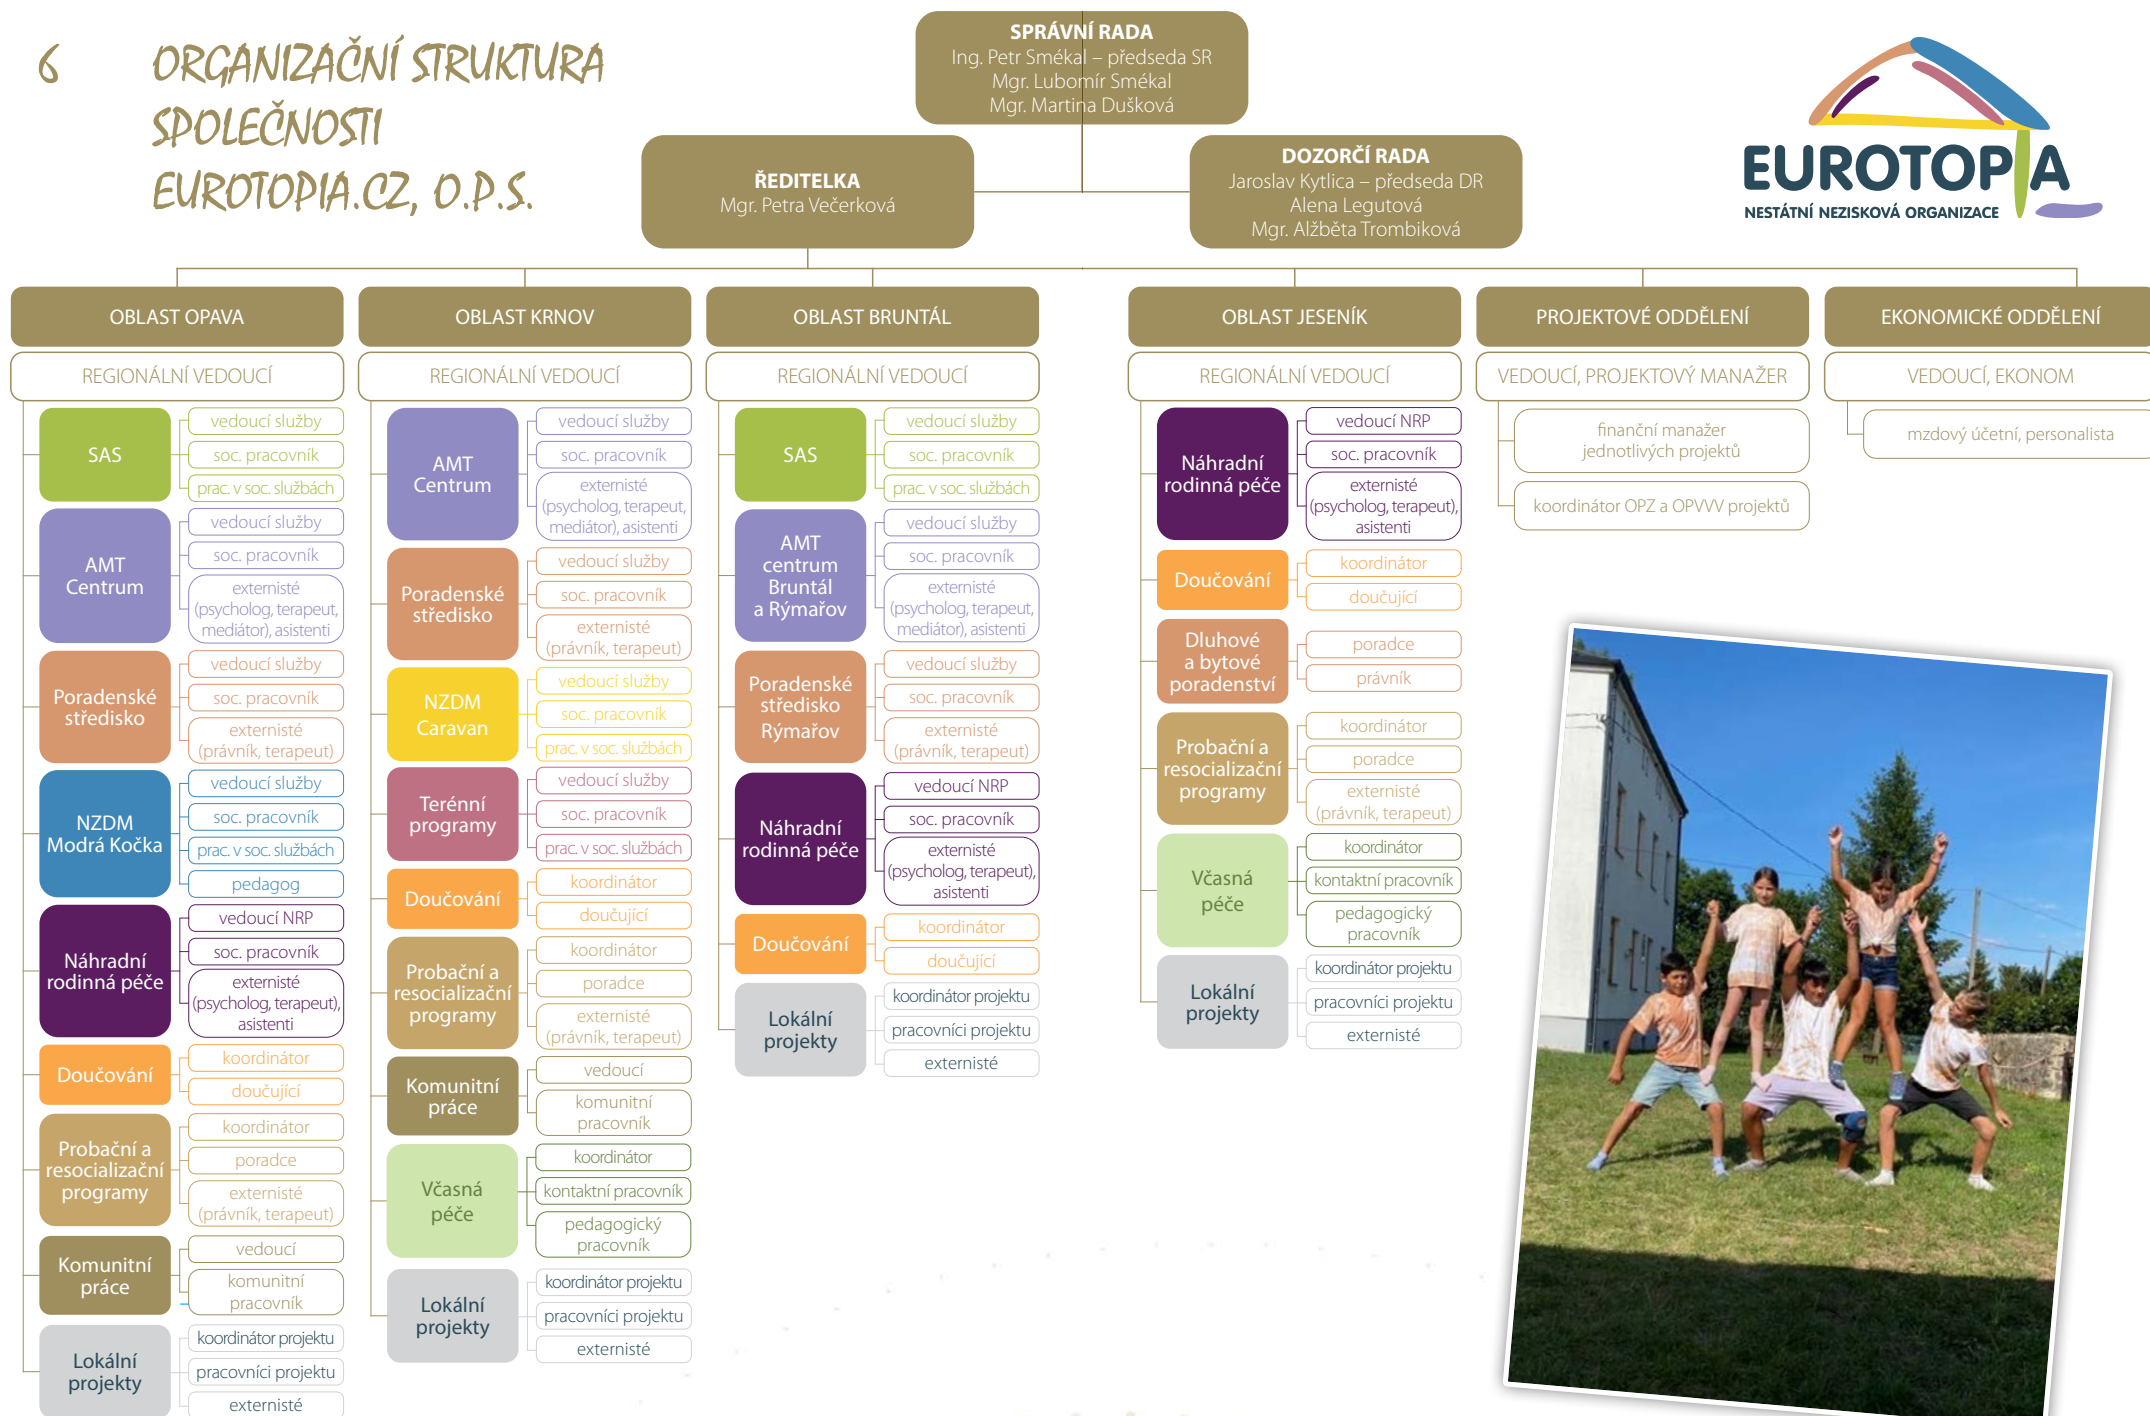 6
ORGANIZAČNÍ STRUKTURA
SPOLEČNOSTI
EUROTOPIA.CZ, O.P.S.
SPRÁVNÍ RADA
Ing. Petr Smékal – předseda SR
Mgr. Lubomír Smékal
Mgr. Martina Dušková
ŘEDITELKA
Mgr. Petra Večerková
DOZORČÍ RADA
Jaroslav Kytlica – předseda DR
Alena Legutová
Mgr. Alžběta Trombiková
EUROTOPIA
NESTÁTNÍ NEZISKOVÁ ORGANIZACE
OBLAST OPAVA
REGIONÁLNÍ VEDOUCÍ
SAS
vedoucí služby
soc. pracovník
prac. v soc. službách
AMT
Centrum
vedoucí služby
soc. pracovník
externisté
(psycholog, terapeut,
mediátor), asistenti
Poradenské
středisko
vedoucí služby
soc. pracovník
externisté
(právník, terapeut)
NZDM
Modrá Kočka
vedoucí služby
soc. pracovník
prac. v soc. službách
pedagog
Náhradní
rodinná péče
vedoucí NRP
soc. pracovník
externisté
(psycholog, terapeut),
asistenti
Doučování
koordinátor
doučující
Probační a
resocializační
programy
koordinátor
poradce
externisté
(právník, terapeut)
Komunitní
práce
vedoucí
komunitní
pracovník
Lokální
projekty
koordinátor projektu
pracovníci projektu
externisté
OBLAST KRNOV
REGIONÁLNÍ VEDOUCÍ
AMT
Centrum
vedoucí služby
soc. pracovník
externisté
(psycholog, terapeut,
mediátor), asistenti
Poradenské
středisko
vedoucí služby
soc. pracovník
externisté
(právník, terapeut)
NZDM
Caravan
vedoucí služby
soc. pracovník
prac. v soc. službách
Terénní
programy
vedoucí služby
soc. pracovník
prac. v soc. službách
Doučování
koordinátor
doučující
Probační a
resocializační
programy
koordinátor
poradce
externisté
(právník, terapeut)
Komunitní
práce
vedoucí
komunitní
pracovník
Včasná
péče
koordinátor
kontaktní pracovník
pedagogický
pracovník
Lokální
projekty
koordinátor projektu
pracovníci projektu
externisté
OBLAST BRUNTÁL
REGIONÁLNÍ VEDOUCÍ
SAS
vedoucí služby
soc. pracovník
prac. v soc. službách
AMT
centrum
Bruntál
a Rýmařov
vedoucí služby
soc. pracovník
externisté
(psycholog, terapeut,
mediátor), asistenti
Poradenské
středisko
Rýmařov
vedoucí služby
soc. pracovník
externisté
(právník, terapeut)
Náhradní
rodinná péče
vedoucí NRP
soc. pracovník
externisté
(psycholog, terapeut),
asistenti
Doučování
koordinátor
doučující
Lokální
projekty
koordinátor projektu
pracovníci projektu
externisté
OBLAST JESENÍK
REGIONÁLNÍ VEDOUCÍ
Náhradní
rodinná péče
vedoucí NRP
soc. pracovník
externisté
(psycholog, terapeut),
asistenti
Doučování
koordinátor
doučující
Dluhové
a bytové
poradenství
poradce
právník
Probační a
resocializační
programy
koordinátor
poradce
externisté
(právník, terapeut)
Včasná
péče
koordinátor
kontaktní pracovník
pedagogický
pracovník
Lokální
projekty
koordinátor projektu
pracovníci projektu
externisté
PROJEKTOVÉ ODDĚLENÍ
VEDOUCÍ, PROJEKTOVÝ MANAŽER
finanční manažer
jednotlivých projektů
koordinátor OPZ a OPVVV projektů
EKONOMICKÉ ODDĚLENÍ
VEDOUCÍ, EKONOM
mzdový účetní, personalista